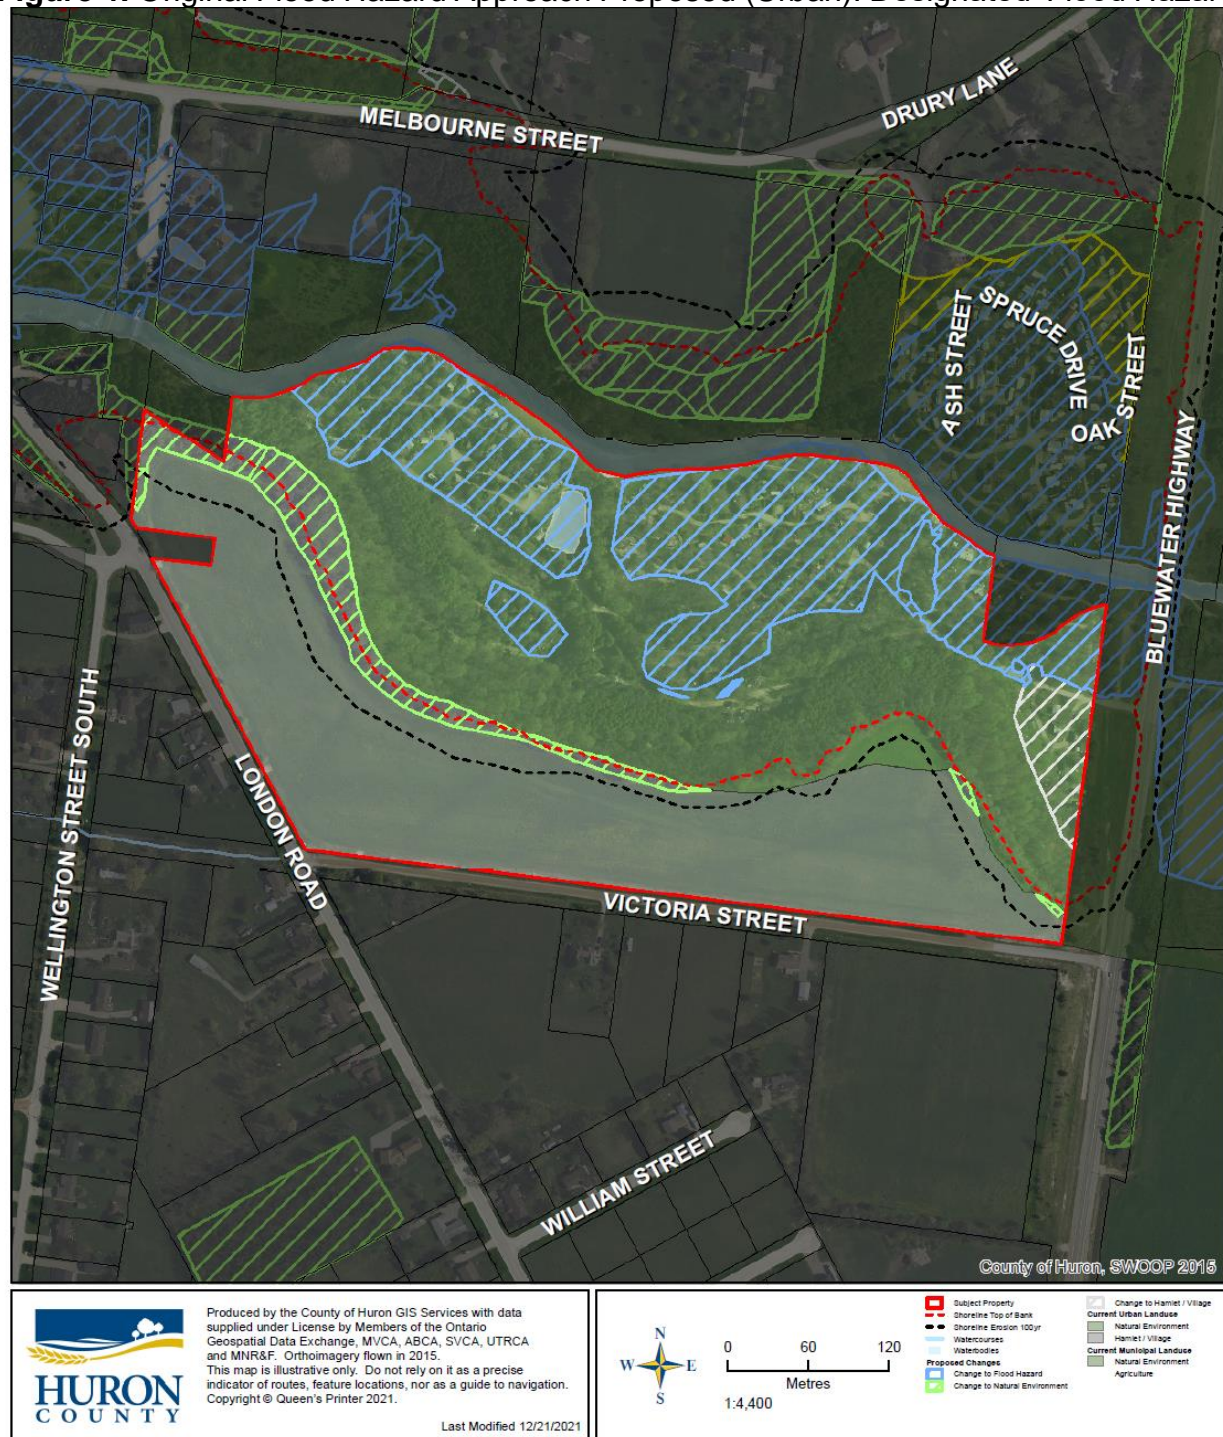 Original Flood Hazard Approach Proposed (Urban). Designated
MELBOURNE STREET
DRURY LANE
ASH STREET
SPRUCE DRIVE
OAK STREET
BLUEWATER HIGHWAY
WELLINGTON STREET SOUTH
LONDON ROAD
VICTORIA STREET
WILLIAM STREET
County of Huron, SWOOP 2015
HURON
COUNTY
Produced by the County of Huron GIS Services with data
supplied under License by Members of the Ontario
Geospatial Data Exchange, MVCA, ABCA, SVCA, UTRCA
and MNR&F. Orthoimagery flown in 2015.
This map is illustrative only. Do not rely on it as a precise
indicator of routes, feature locations, nor as a guide to navigation.
Copyright © Queen's Printer 2021.
Last Modified 12/21/2021
N
W E
S
0 60 120
Metres
1:4,400
Subject Property
Shoreline Top of Bank
Shoreline Erosion 100yr
Watercourses
Waterbodies
Proposed Changes
Change to Flood Hazard
Change to Natural Environment
Change to Hamlet / Village
Current Urban Landuse
Natural Environment
Hamlet / Village
Current Municipal Landuse
Natural Environment
Agriculture